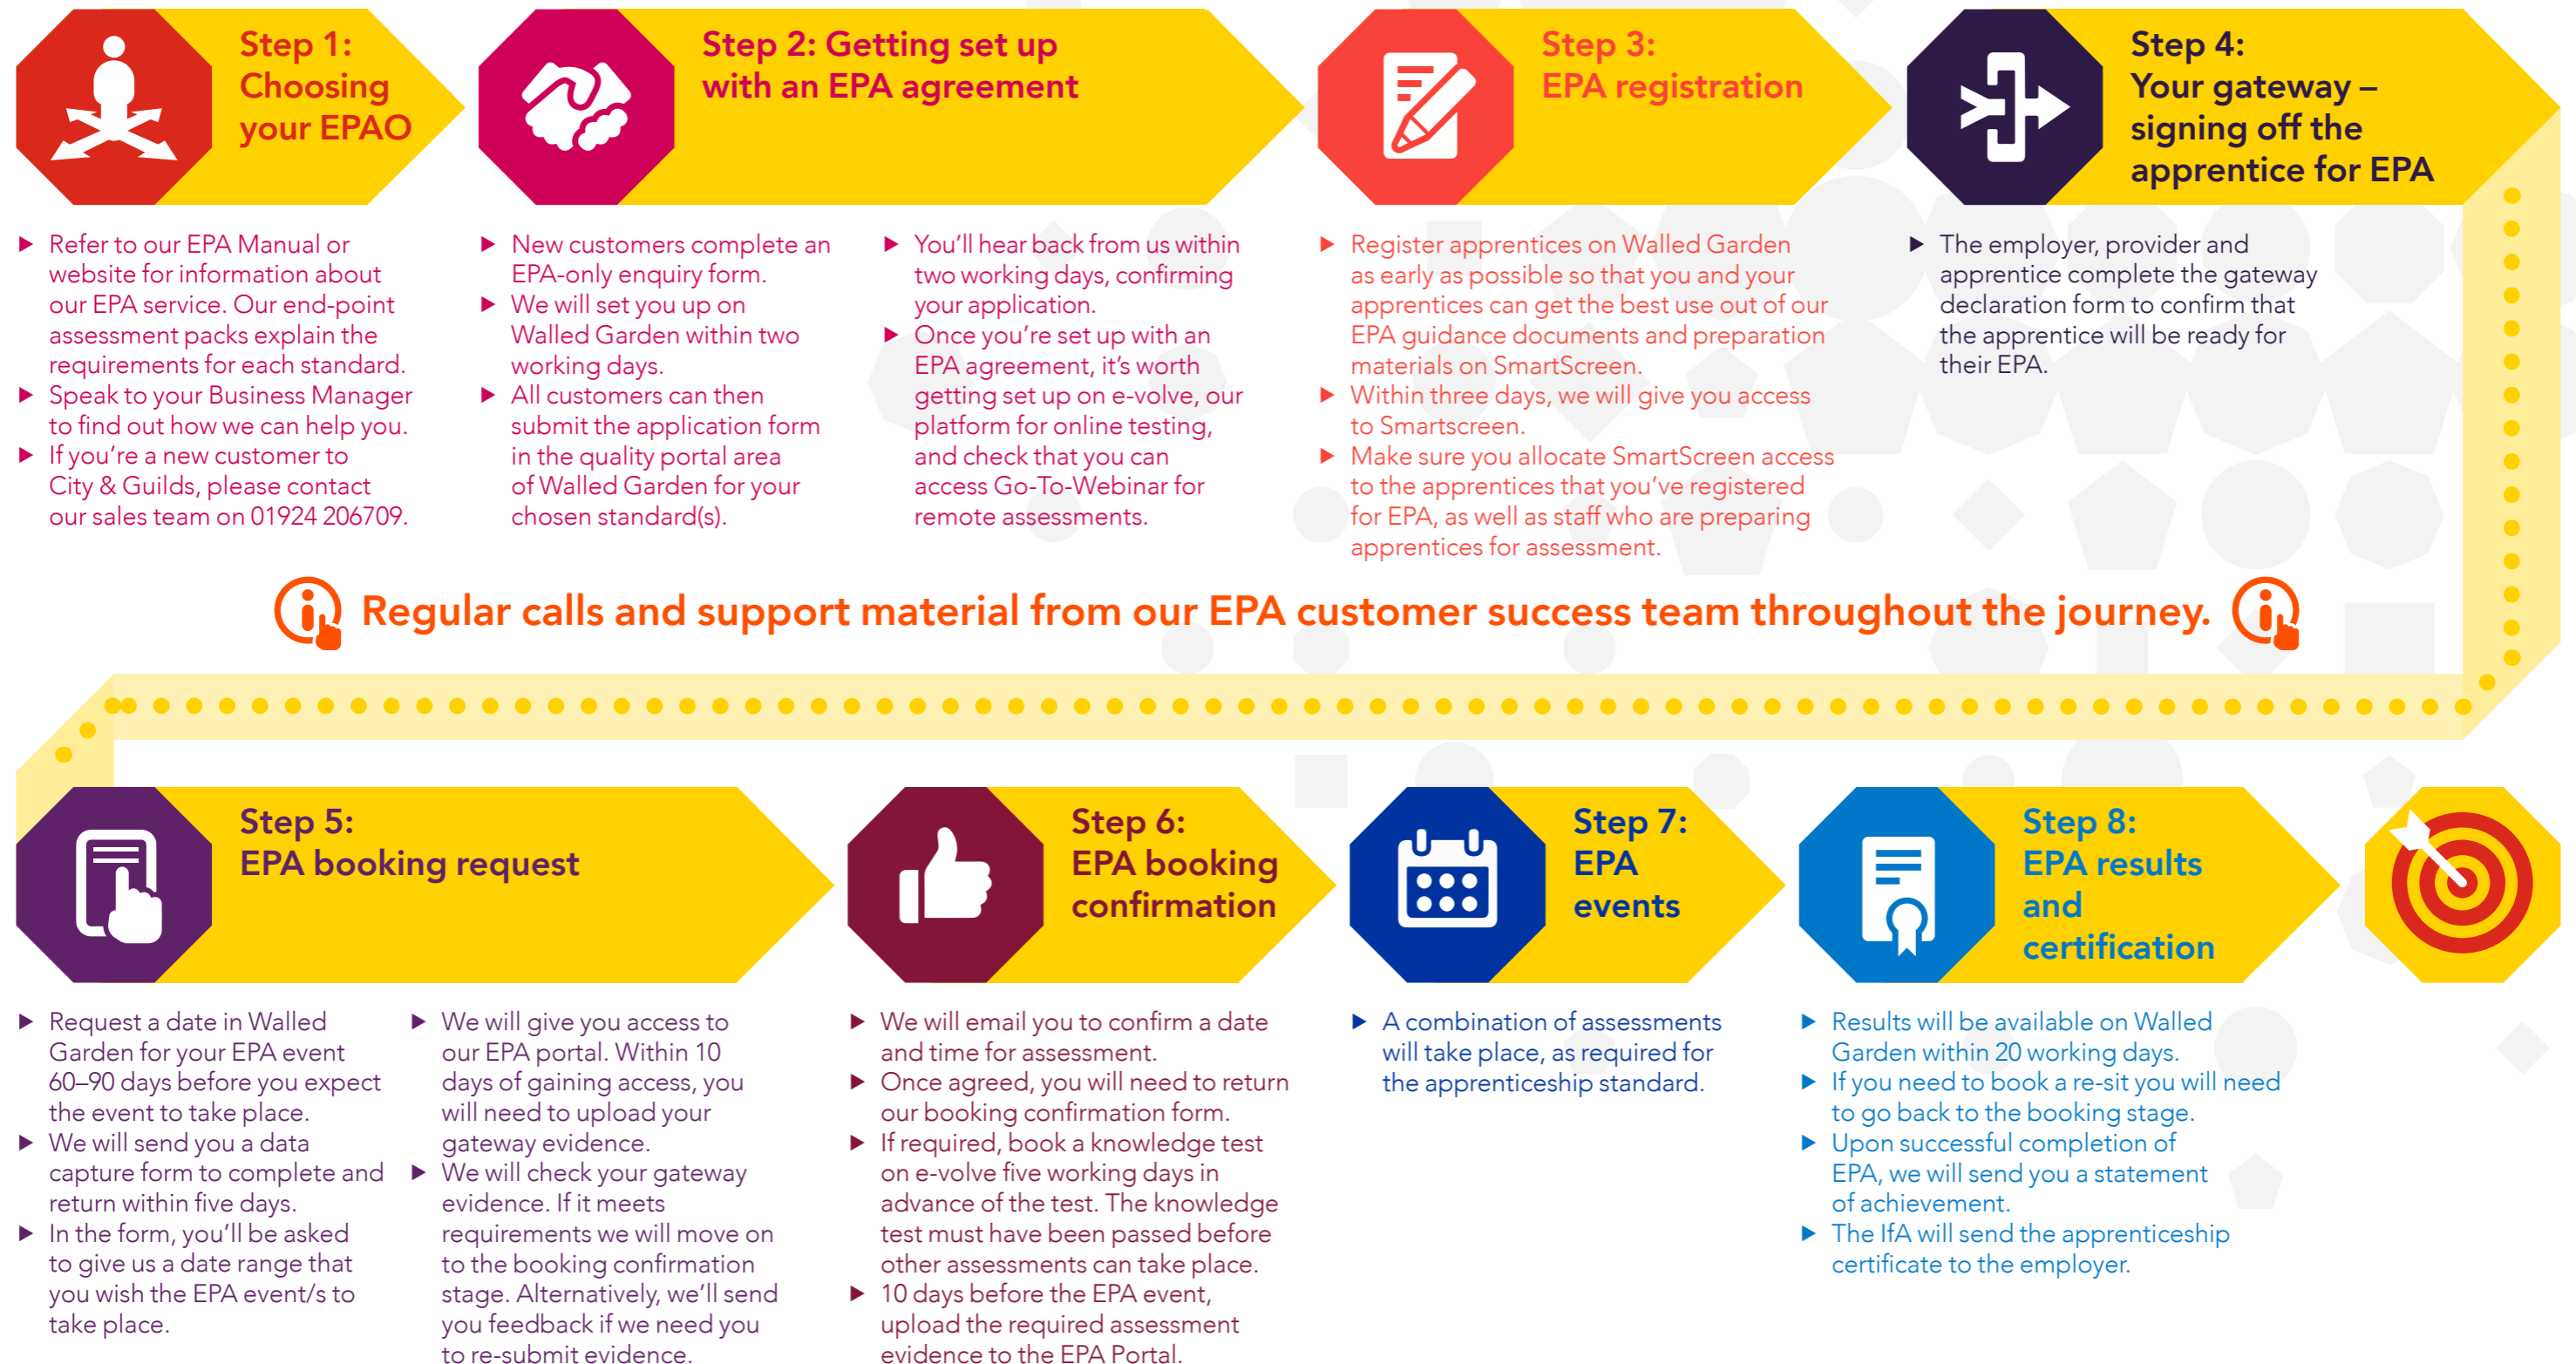 Step 1:
Choosing
your EPAO
▶ Refer to our EPA Manual or
website for information about
our EPA service. Our end-point
assessment packs explain the
requirements for each standard.
▶ Speak to your Business Manager
to find out how we can help you.
▶ If you’re a new customer to
City & Guilds, please contact
our sales team on 01924 206709.
Step 2: Getting set up
with an EPA agreement
▶ New customers complete an
EPA-only enquiry form.
▶ We will set you up on
Walled Garden within two
working days.
▶ All customers can then
submit the application form
in the quality portal area
of Walled Garden for your
chosen standard(s).
▶ You’ll hear back from us within
two working days, confirming
your application.
▶ Once you’re set up with an
EPA agreement, it’s worth
getting set up on e-volve, our
platform for online testing,
and check that you can
access Go-To-Webinar for
remote assessments.
Step 3:
EPA registration
▶ Register apprentices on Walled Garden
as early as possible so that you and your
apprentices can get the best use out of our
EPA guidance documents and preparation
materials on SmartScreen.
▶ Within three days, we will give you access
to Smartscreen.
▶ Make sure you allocate SmartScreen access
to the apprentices that you’ve registered
for EPA, as well as staff who are preparing
apprentices for assessment.
Step 4:
Your gateway –
signing off the
apprentice for EPA
▶ The employer, provider and
apprentice complete the gateway
declaration form to confirm that
the apprentice will be ready for
their EPA.
Regular calls and support material from our EPA customer success team throughout the journey.
Step 5:
EPA booking request
▶ Request a date in Walled
Garden for your EPA event
60–90 days before you expect
the event to take place.
▶ We will send you a data
capture form to complete and
return within five days.
▶ In the form, you’ll be asked
to give us a date range that
you wish the EPA event/s to
take place.
▶ We will give you access to
our EPA portal. Within 10
days of gaining access, you
will need to upload your
gateway evidence.
▶ We will check your gateway
evidence. If it meets
requirements we will move on
to the booking confirmation
stage. Alternatively, we’ll send
you feedback if we need you
to re-submit evidence.
Step 6:
EPA booking
confirmation
▶ We will email you to confirm a date
and time for assessment.
▶ Once agreed, you will need to return
our booking confirmation form.
▶ If required, book a knowledge test
on e-volve five working days in
advance of the test. The knowledge
test must have been passed before
other assessments can take place.
▶ 10 days before the EPA event,
upload the required assessment
evidence to the EPA Portal.
Step 7:
EPA
events
▶ A combination of assessments
will take place, as required for
the apprenticeship standard.
Step 8:
EPA results
and
certification
▶ Results will be available on Walled
Garden within 20 working days.
▶ If you need to book a re-sit you will need
to go back to the booking stage.
▶ Upon successful completion of
EPA, we will send you a statement
of achievement.
▶ The IfA will send the apprenticeship
certificate to the employer.